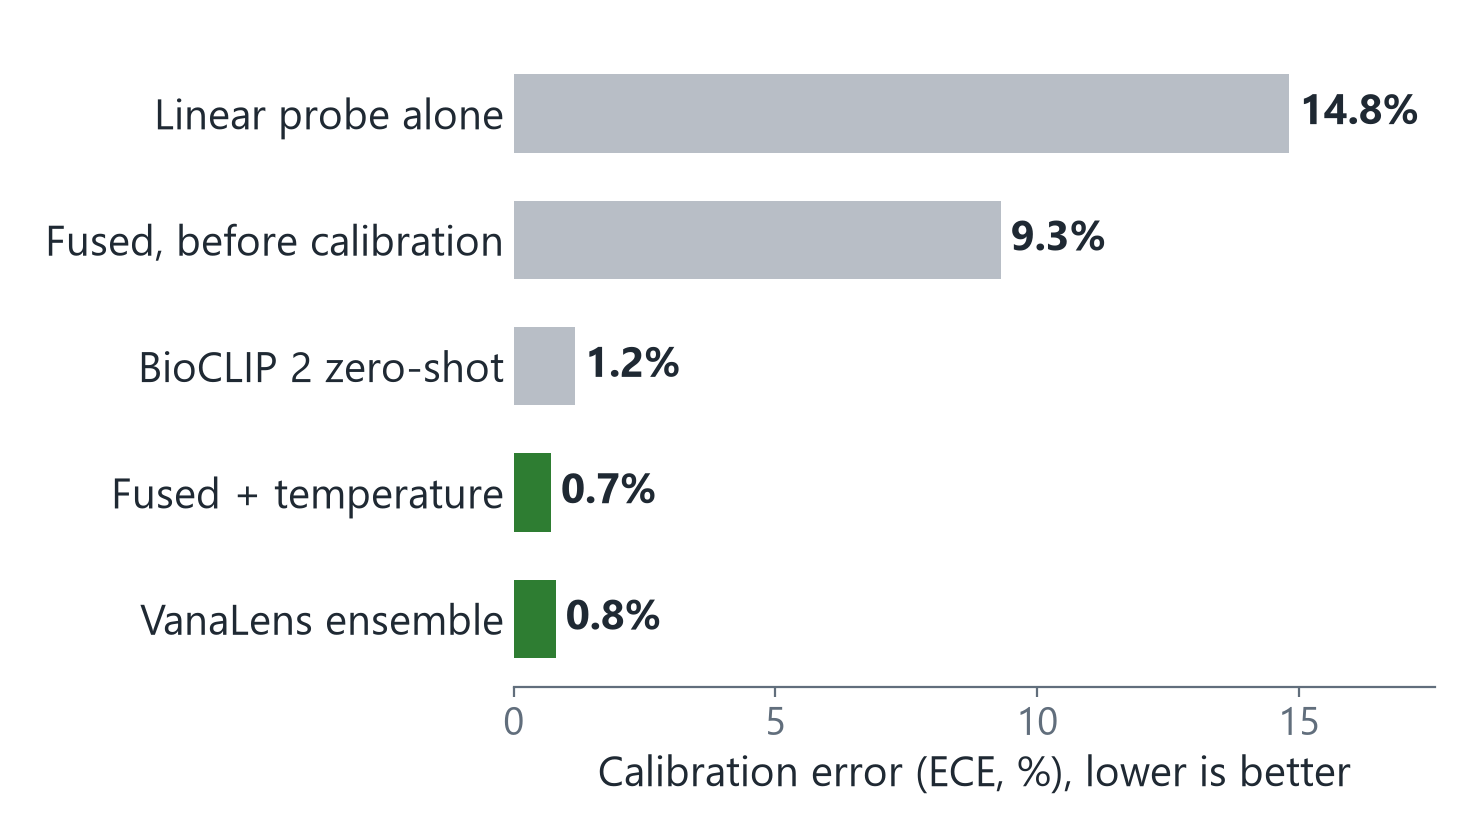 Linear probe alone 14.8%
Fused, before calibration 9.3%
BioCLIP 2 zero-shot 1.2%
Fused + temperature 0.7%
VanaLens ensemble 0.8%
0 5 10 15
Calibration error (ECE, %), lower is better